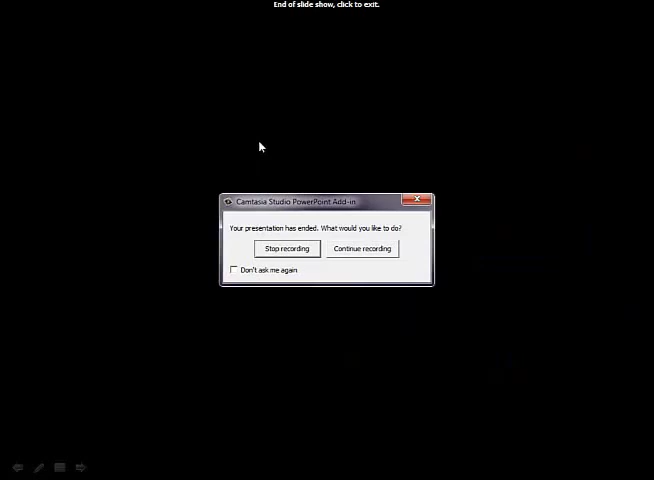 End of slide show, click to exit.
Camtasia Studio PowerPoint Add-in
Your presentation has ended. What would you like to do?
Stop recording
Continue recording
Don't ask me again